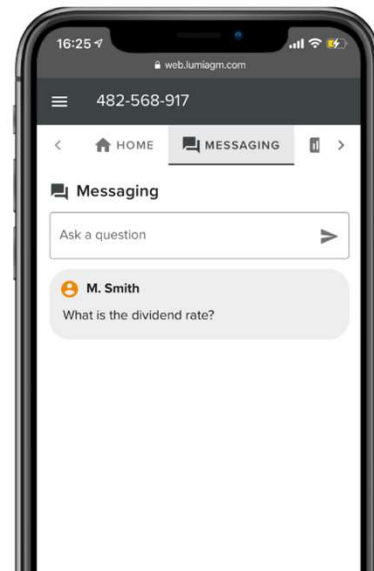 16:25
web.lumiagm.com
482-568-917
HOME
MESSAGING
Messaging
Ask a question
M. Smith
What is the dividend rate?